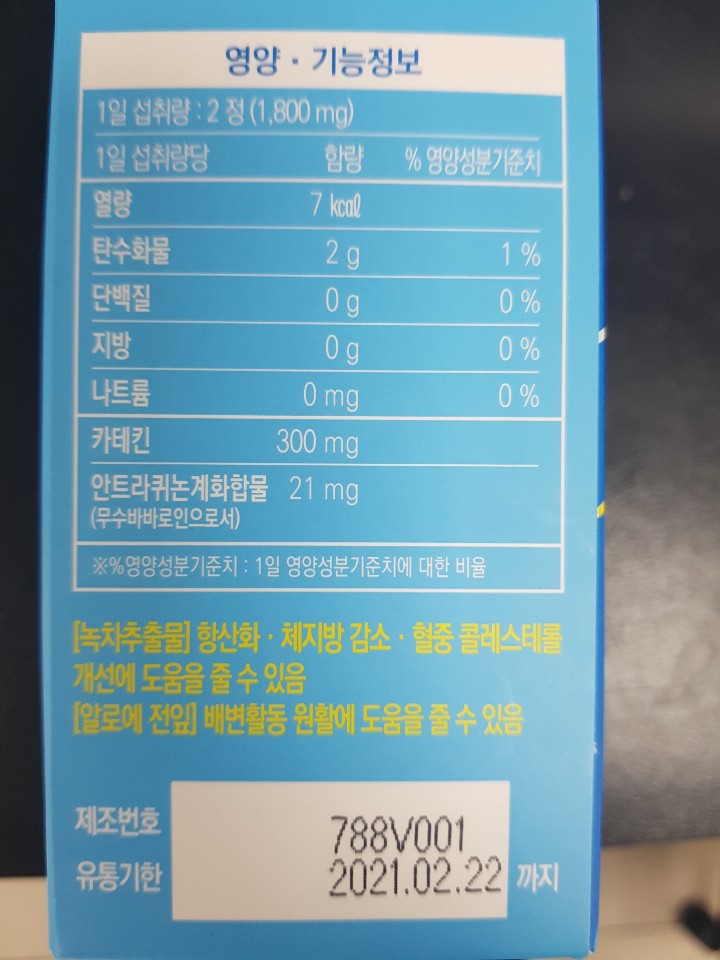 영양 · 기능정보
1일 섭취량 : 2 정 (1,800 mg)
1일 섭취량당 함량 % 영양성분기준치
열량 7 kcal
탄수화물 2 g 1 %
단백질 0 g 0 %
지방 0 g 0 %
나트륨 0 mg 0 %
카테킨 300 mg
안트라퀴논계화합물 21 mg
(무수바바로인으로서)
※%영양성분기준치 : 1일 영양성분기준치에 대한 비율
[녹차추출물] 항산화 · 체지방 감소 · 혈중 콜레스테롤
개선에 도움을 줄 수 있음
[알로에 전잎] 배변활동 원활에 도움을 줄 수 있음
제조번호 788V001
유통기한 2021.02.22 까지